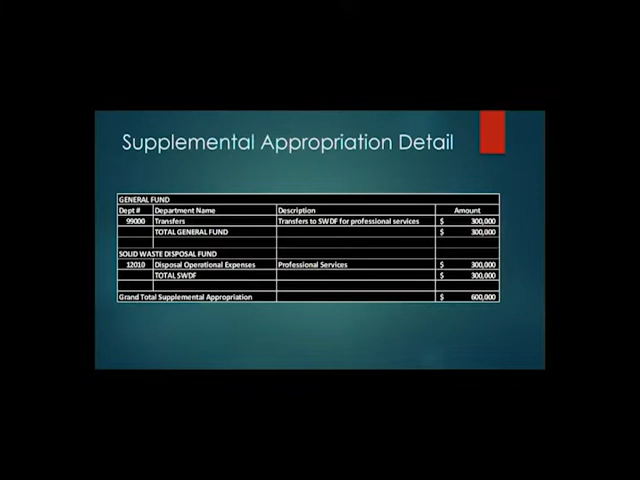 Supplemental Appropriation Detail
GENERAL FUND
Dept # Department Name Description Amount
99000 Transfers Transfers to SWDF for professional services $ 300,000
TOTAL GENERAL FUND $ 300,000
SOLID WASTE DISPOSAL FUND
12010 Disposal Operational Expenses Professional Services $ 300,000
TOTAL SWDF $ 300,000
Grand Total Supplemental Appropriation $ 600,000